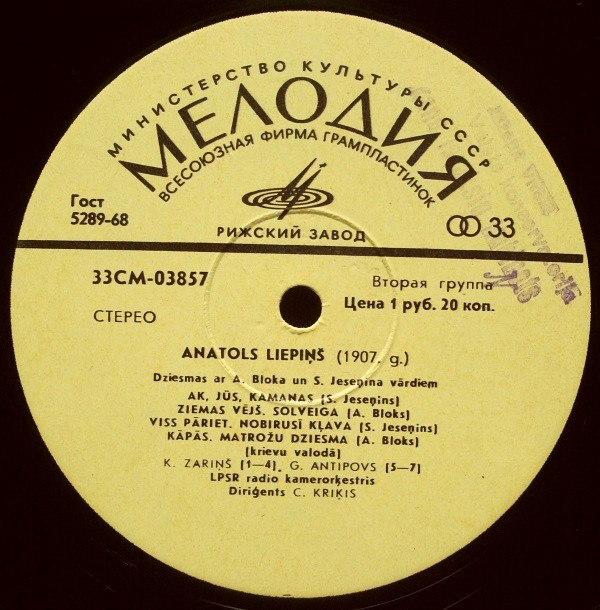 МИНИСТЕРСТВО КУЛЬТУРЫ СССР
МЕЛОДИЯ
ВСЕСОЮЗНАЯ ФИРМА ГРАМПЛАСТИНОК
Гост
5289-68
33
РИЖСКИЙ ЗАВОД
33СМ-03857
Вторая группа
Цена 1 руб. 20 коп.
СТЕРЕО
ANATOLS LIEPIŅŠ (1907. g.)
Dziesmas ar A. Bloka un S. Jeseņina vārdiem
AK, JŪS, KAMANAS (S. Jeseņins)
ZIEMAS VĒJŠ. SOLVEIGA (A. Bloks)
VISS PĀRIET. NOBIRUSĪ KĻAVA (S. Jeseņins)
KĀPĀS. MATROŽU DZIESMA (A. Bloks)
(krievu valodā)
K. ZARIŅŠ (1—4), G. ANTIPOVS (5—7)
LPSR radio kamerorķestris
Diriģents C. KRIĶIS